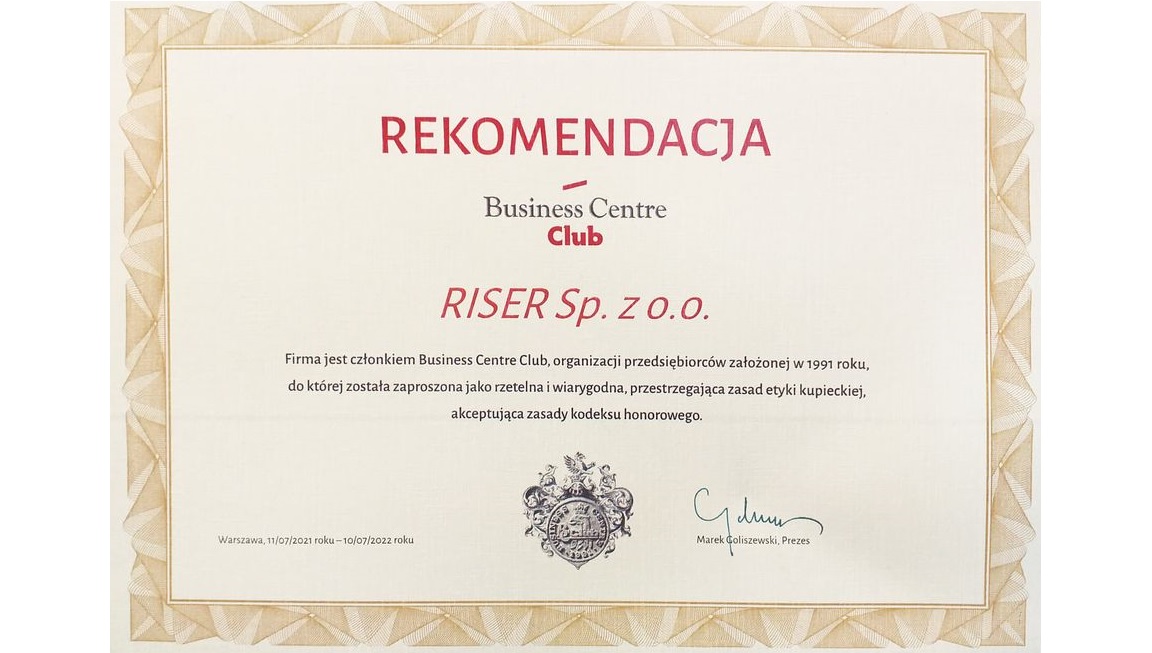 REKOMENDACJA
Business Centre
Club
RISER Sp. z o.o.
Firma jest członkiem Business Centre Club, organizacji przedsiębiorców założonej w 1991 roku,
do której została zaproszona jako rzetelna i wiarygodna, przestrzegająca zasad etyki kupieckiej,
akceptująca zasady kodeksu honorowego.
Warszawa, 11/07/2021 roku – 10/07/2022 roku
Marek Goliszewski, Prezes